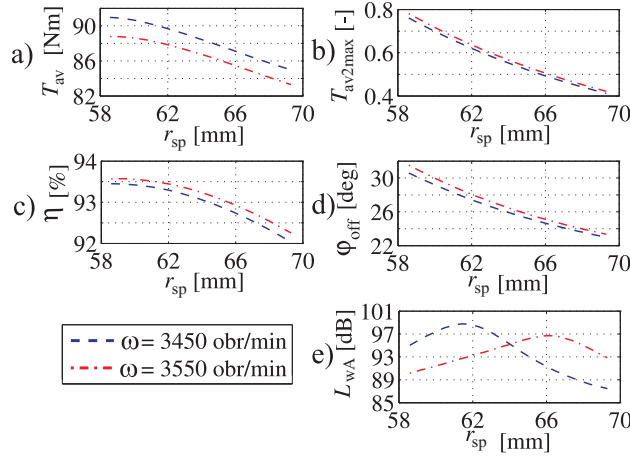 a) T_av [Nm]
90
86
82
58 62 66 70
r_sp [mm]
b) T_av2max [-]
0.8
0.6
0.4
58 62 66 70
r_sp [mm]
c) η [%]
94
93
92
58 62 66 70
r_sp [mm]
d) φ_off [deg]
30
26
22
58 62 66 70
r_sp [mm]
ω = 3450 obr/min
ω = 3550 obr/min
e) L_wA [dB]
101
97
93
89
85
58 62 66 70
r_sp [mm]